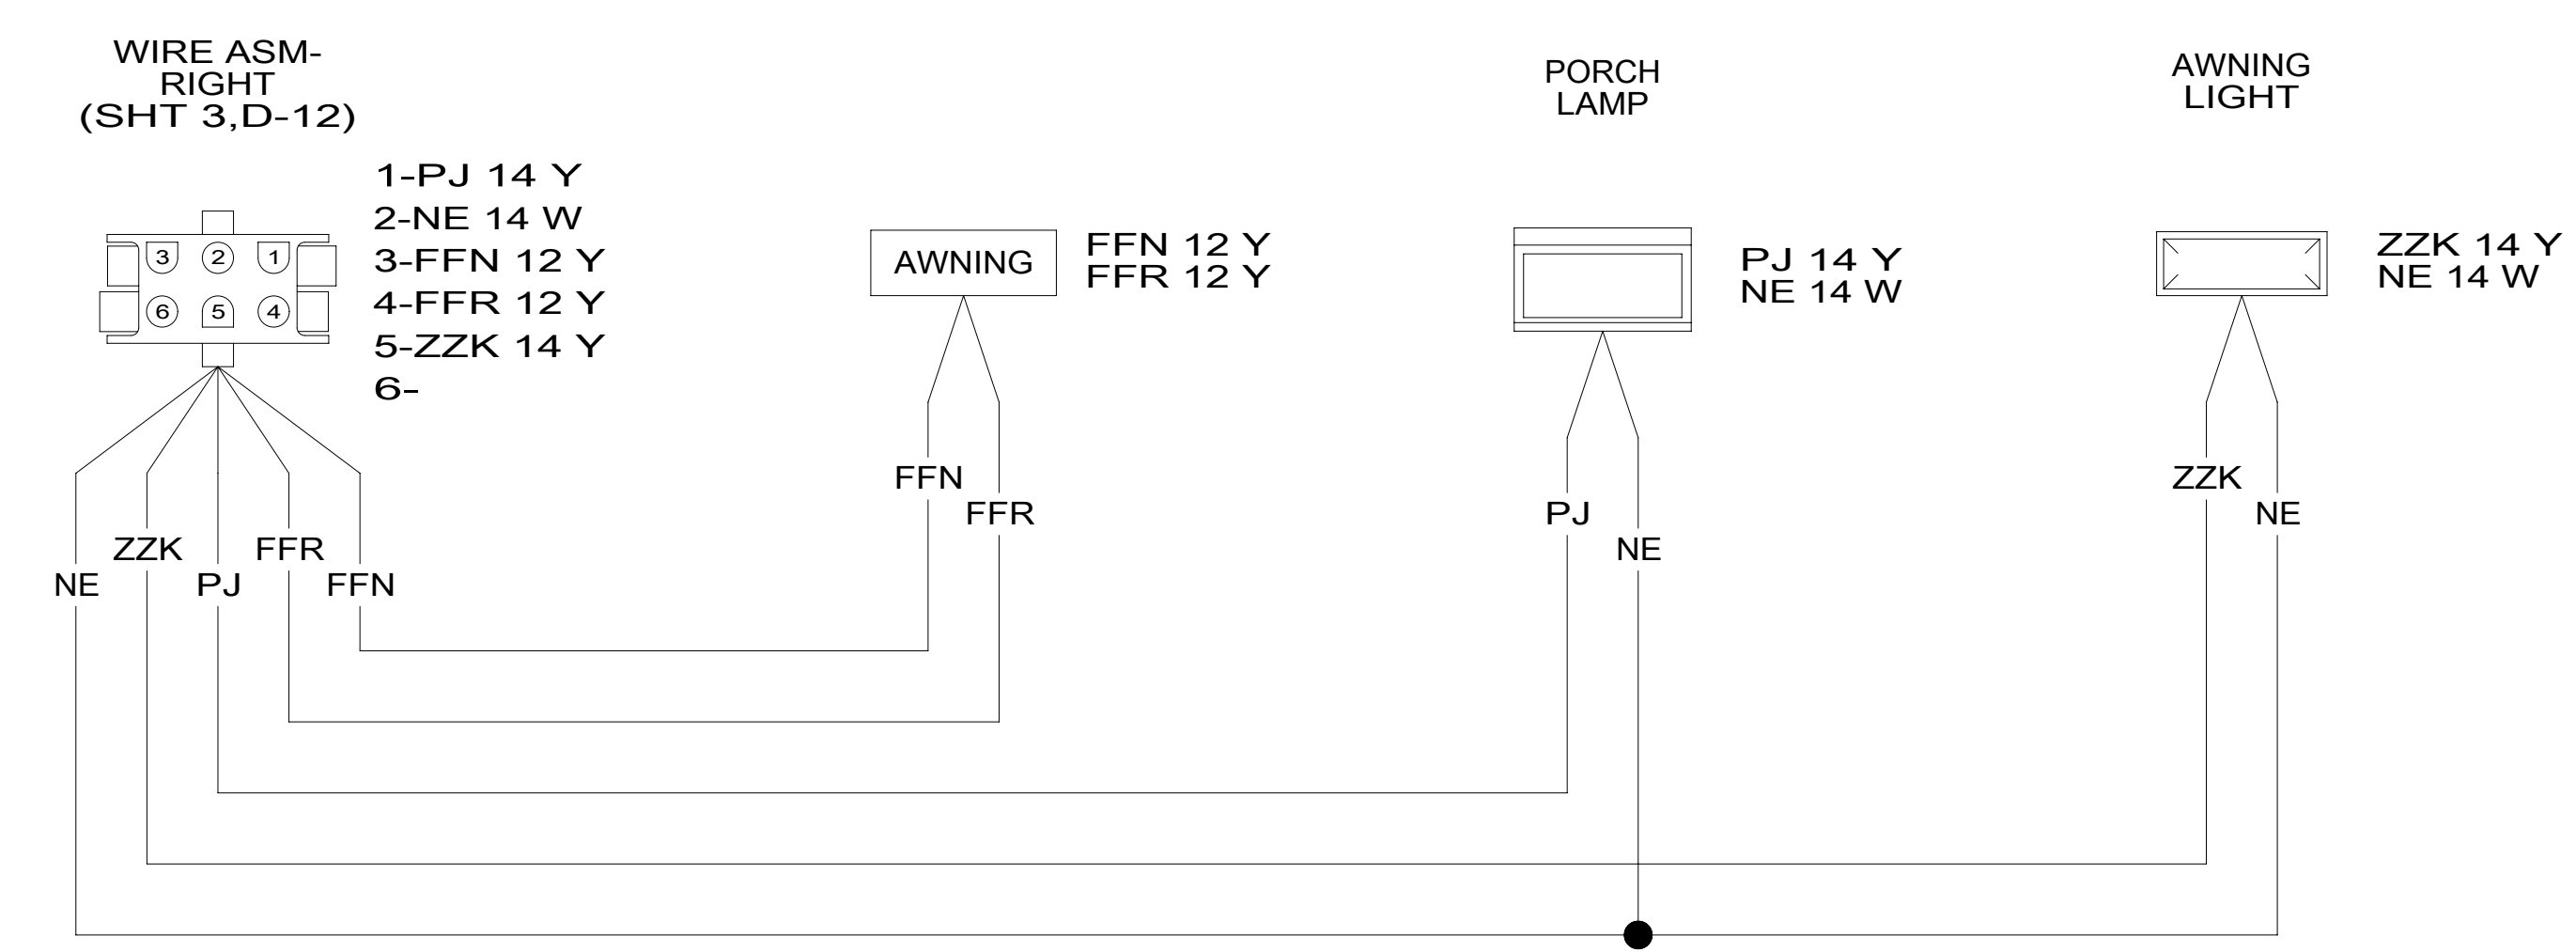 WIRE ASM-
RIGHT
(SHT 3,D-12)
1-PJ 14 Y
2-NE 14 W
3-FFN 12 Y
4-FFR 12 Y
5-ZZK 14 Y
6-
3 2 1
6 5 4
NE
ZZK
PJ
FFR
FFN
AWNING
FFN 12 Y
FFR 12 Y
FFN
FFR
PORCH
LAMP
PJ 14 Y
NE 14 W
PJ
NE
AWNING
LIGHT
ZZK 14 Y
NE 14 W
ZZK
NE